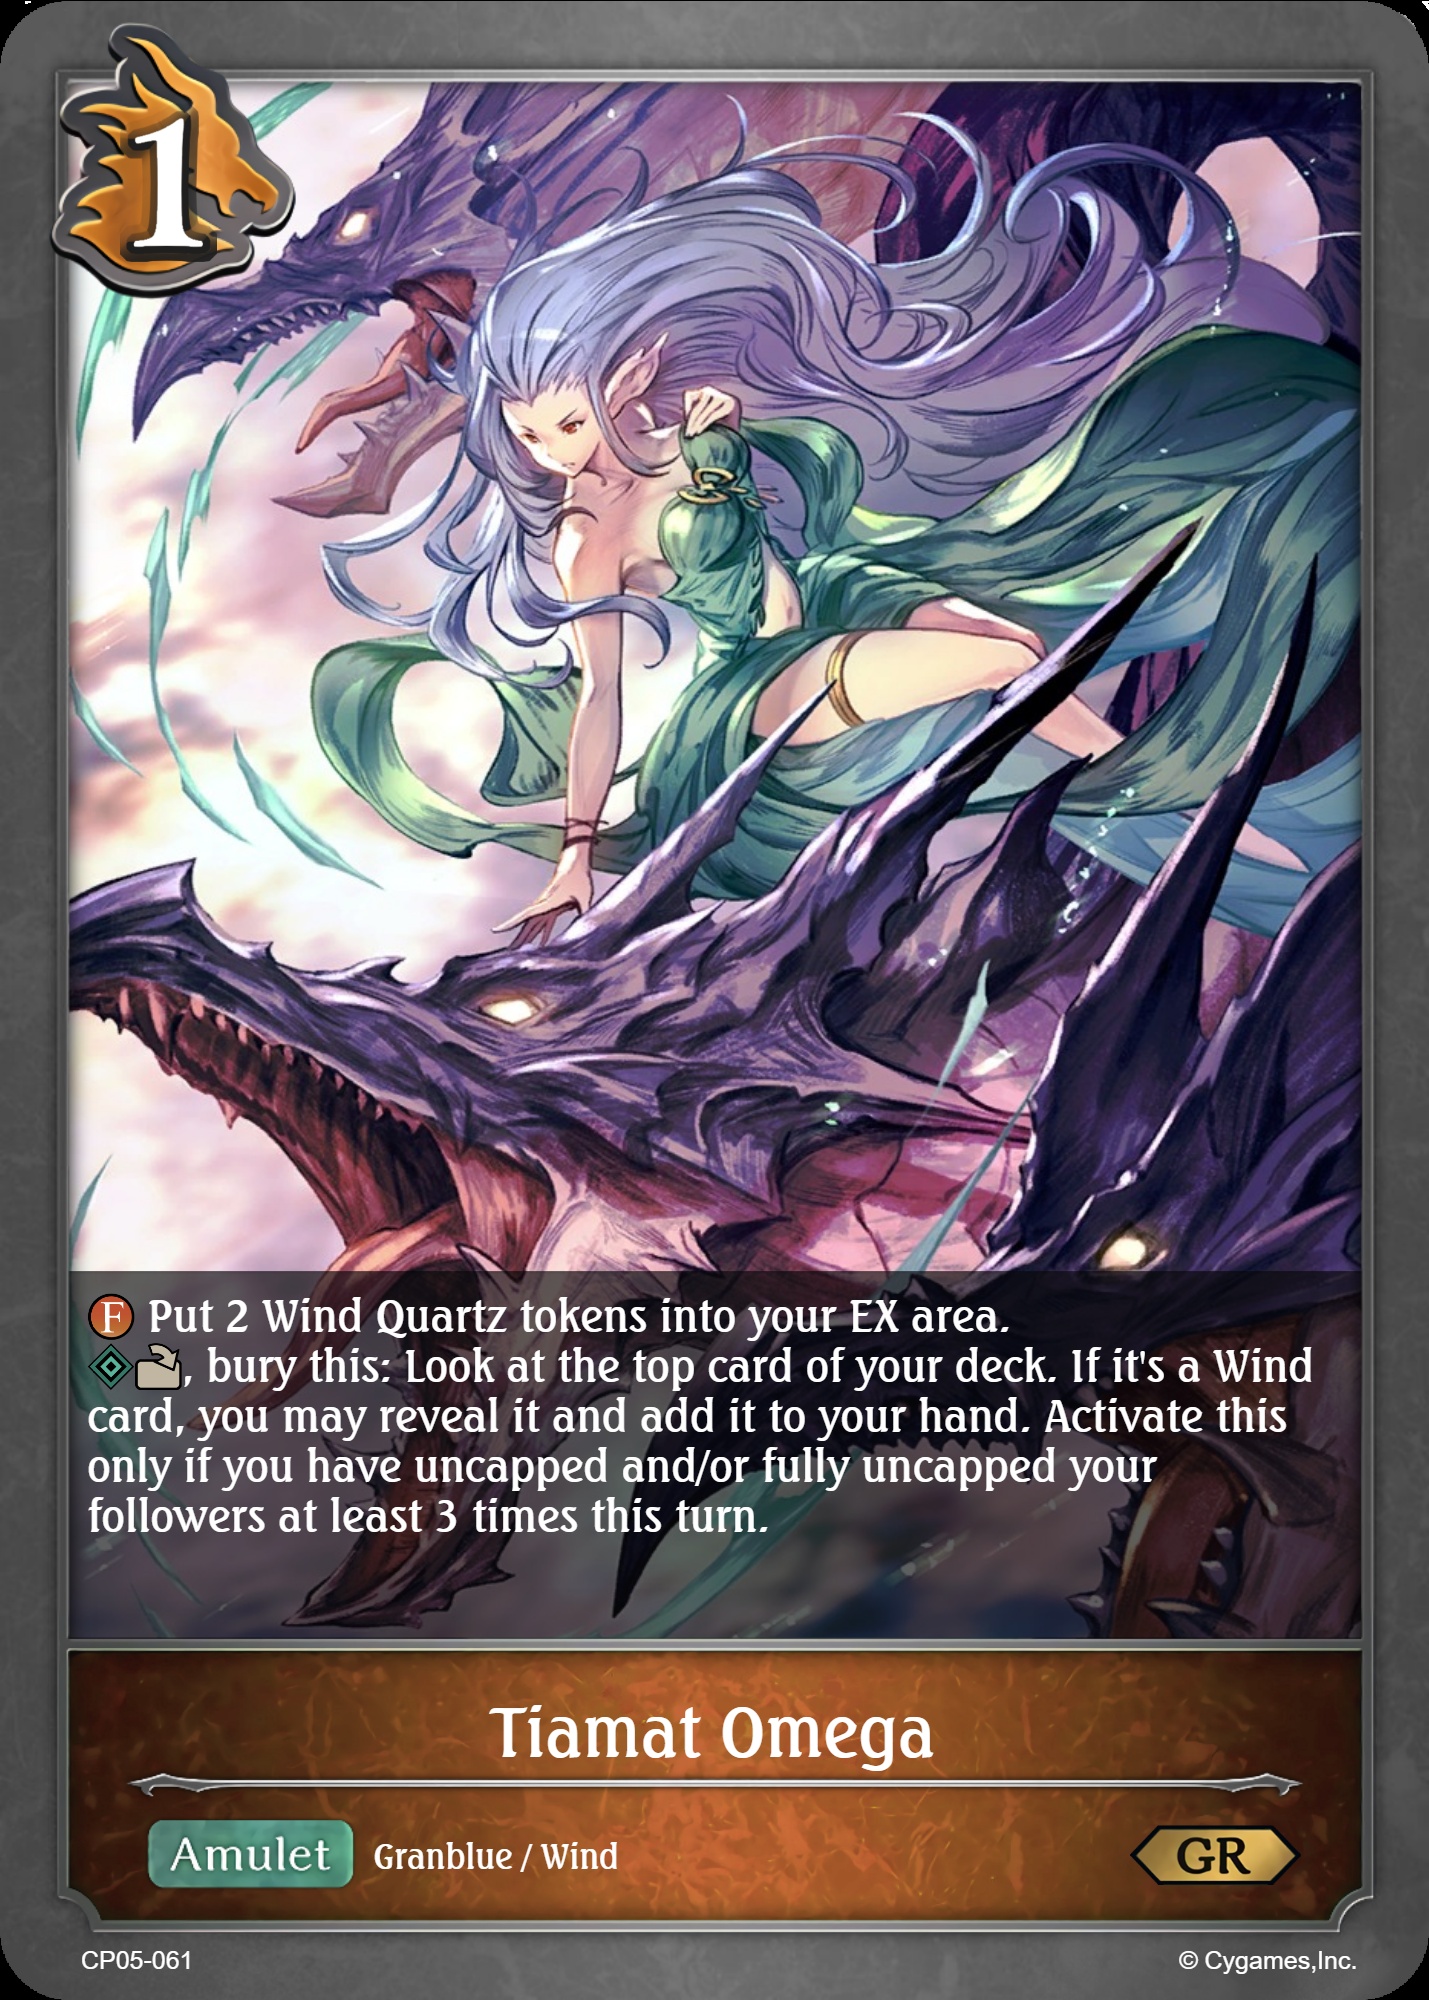 1
F Put 2 Wind Quartz tokens into your EX area.
, bury this: Look at the top card of your deck. If it's a Wind
card, you may reveal it and add it to your hand. Activate this
only if you have uncapped and/or fully uncapped your
followers at least 3 times this turn.
Tiamat Omega
Amulet Granblue / Wind GR
CP05-061 © Cygames,Inc.